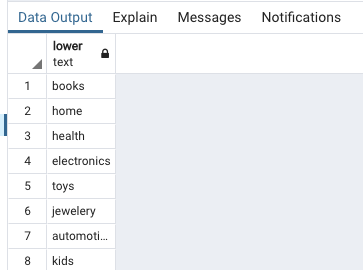 Data Output Explain Messages Notifications
lower
text
1 books
2 home
3 health
4 electronics
5 toys
6 jewelery
7 automoti...
8 kids